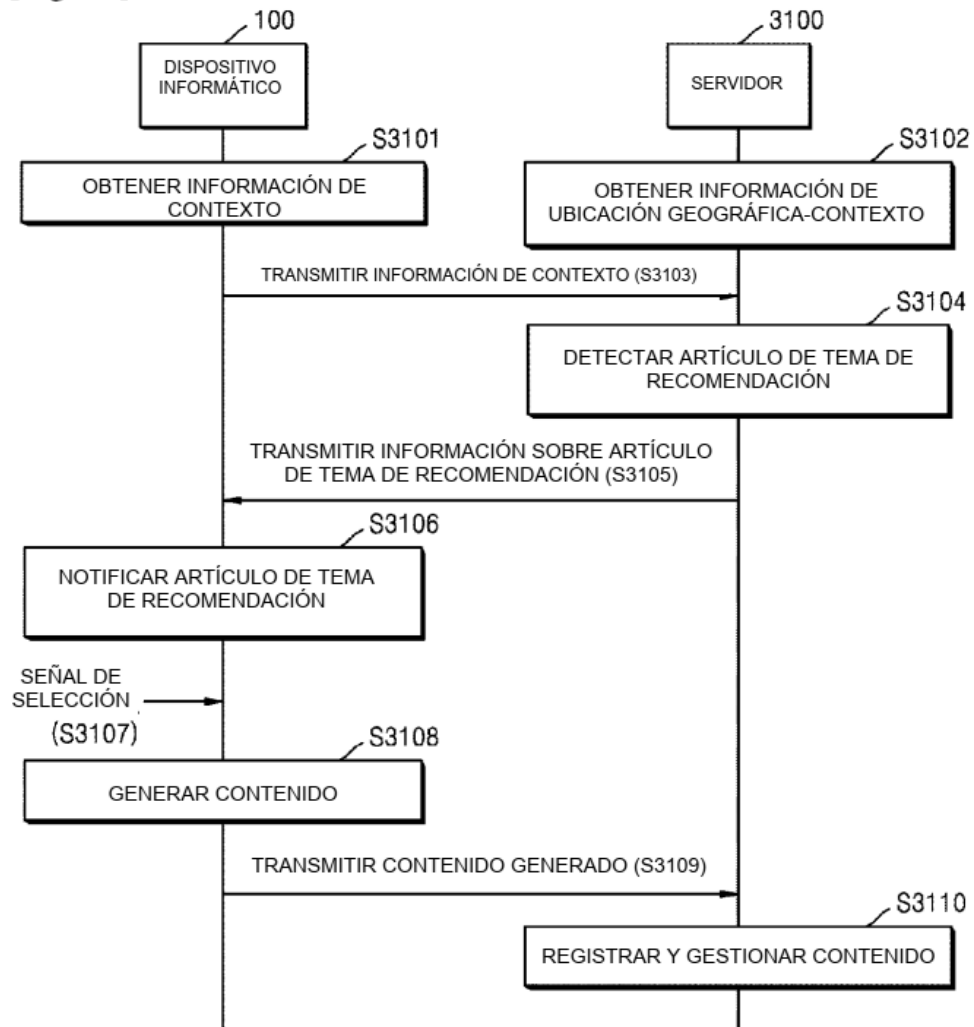 100
3100
DISPOSITIVO
INFORMÁTICO
SERVIDOR
S3101
S3102
OBTENER INFORMACIÓN DE
CONTEXTO
OBTENER INFORMACIÓN DE
UBICACIÓN GEOGRÁFICA-CONTEXTO
TRANSMITIR INFORMACIÓN DE CONTEXTO (S3103)
S3104
DETECTAR ARTÍCULO DE TEMA DE
RECOMENDACIÓN
TRANSMITIR INFORMACIÓN SOBRE ARTÍCULO
DE TEMA DE RECOMENDACIÓN (S3105)
S3106
NOTIFICAR ARTÍCULO DE TEMA
DE RECOMENDACIÓN
SEÑAL DE
SELECCIÓN
(S3107)
S3108
GENERAR CONTENIDO
TRANSMITIR CONTENIDO GENERADO (S3109)
S3110
REGISTRAR Y GESTIONAR CONTENIDO